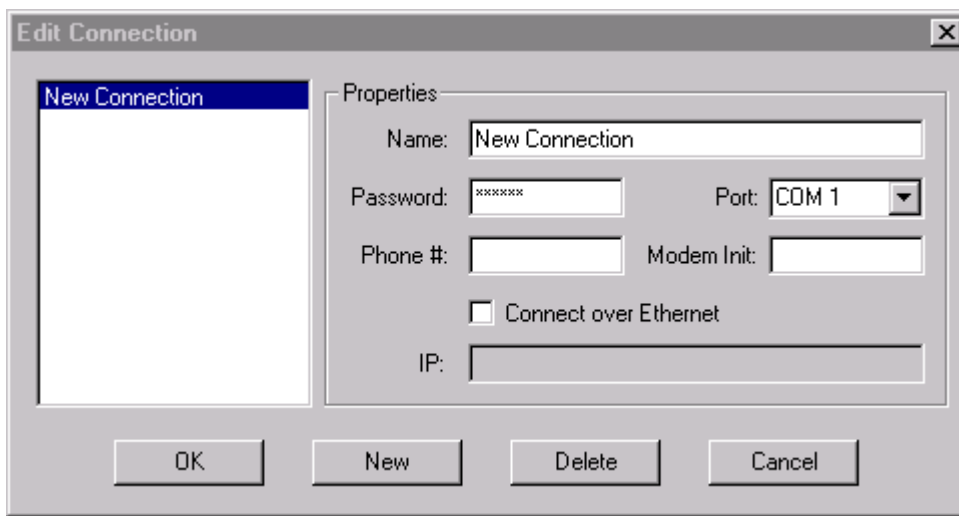 Edit Connection
New Connection
Properties
Name: New Connection
Password: ****** Port: COM 1
Phone #: Modem Init:
Connect over Ethernet
IP:
OK New Delete Cancel